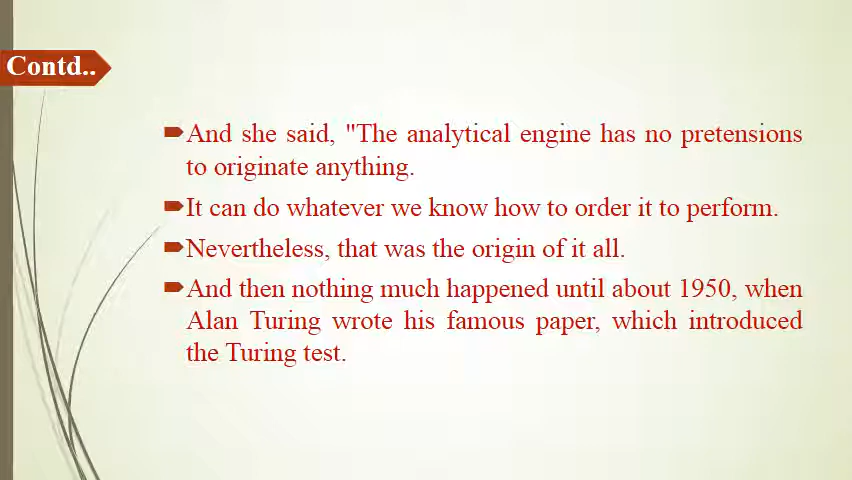 Contd..
And she said, "The analytical engine has no pretensions
to originate anything.
It can do whatever we know how to order it to perform.
Nevertheless, that was the origin of it all.
And then nothing much happened until about 1950, when
Alan Turing wrote his famous paper, which introduced
the Turing test.